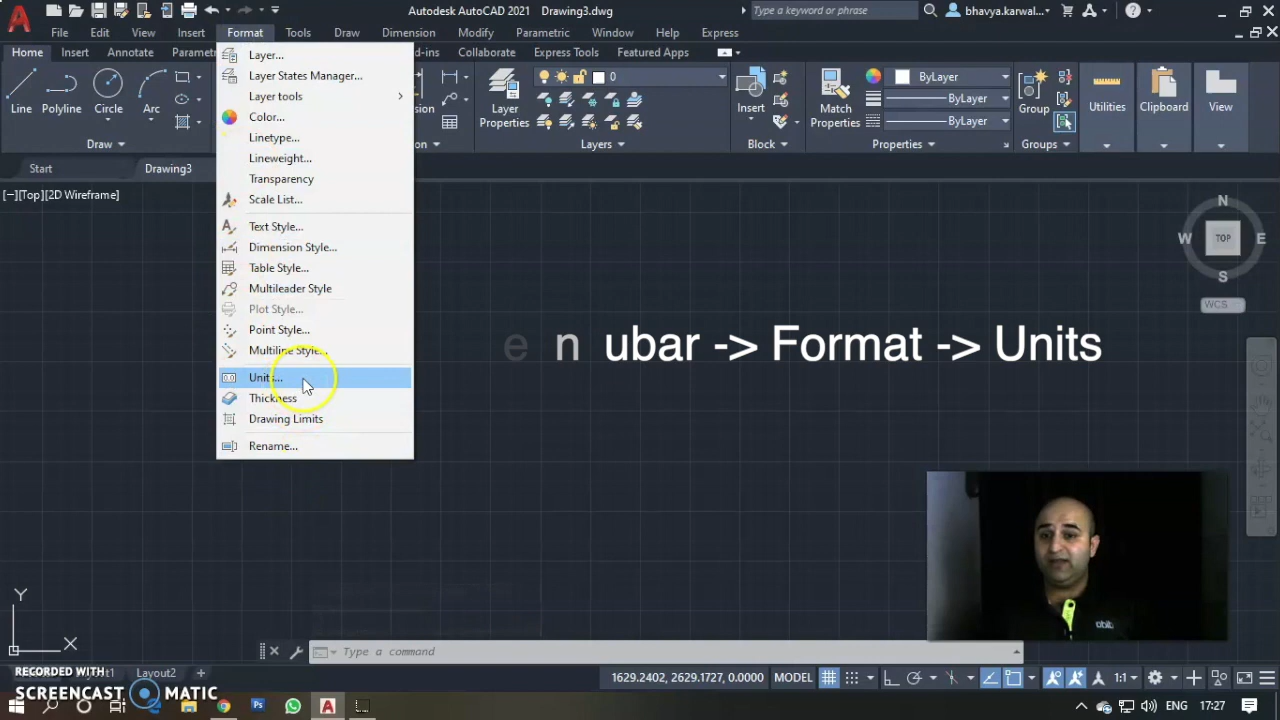 Autodesk AutoCAD 2021 Drawing3.dwg
Type a keyword or phrase
bhavya.karwal...
File Edit View Insert Format Tools Draw Dimension Modify Parametric Window Help Express
Home Insert Annotate Collaborate Express Tools Featured Apps
Line Polyline Circle Arc
Draw
Layer Properties
0
Layers
Insert
Block
Match Properties
ByLayer
ByLayer
ByLayer
Properties
Group
Groups
Utilities
Clipboard
View
Start Drawing3
[−][Top][2D Wireframe]
Layer...
Layer States Manager...
Layer tools
Color...
Linetype...
Lineweight...
Transparency
Scale List...
Text Style...
Dimension Style...
Table Style...
Multileader Style
Plot Style...
Point Style...
Multiline Style...
Units...
Thickness
Drawing Limits
Rename...
e n ubar -> Format -> Units
N
W TOP E
S
WCS
Y
X
Type a command
Layout2
1629.2402, 2629.1727, 0.0000 MODEL
1:1
RECORDED WITH
SCREENCAST MATIC
17:27